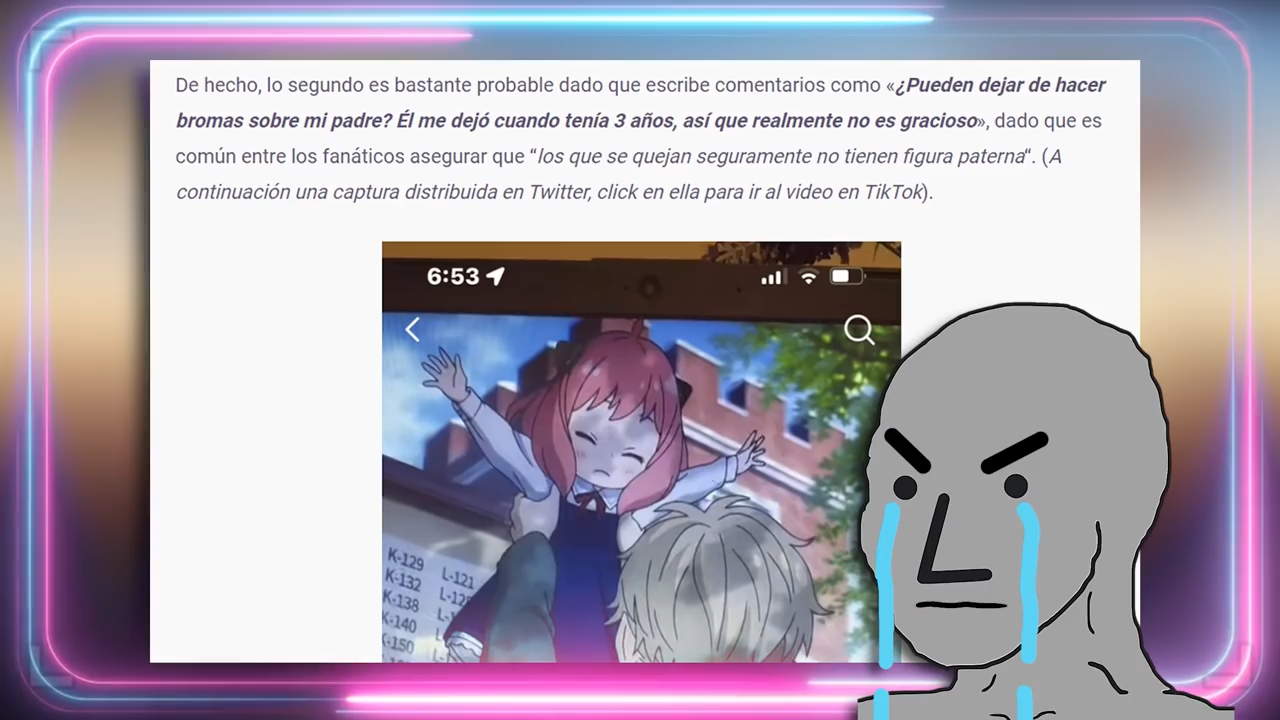 De hecho, lo segundo es bastante probable dado que escribe comentarios como «¿Pueden dejar de hacer
bromas sobre mi padre? Él me dejó cuando tenía 3 años, así que realmente no es gracioso», dado que es
común entre los fanáticos asegurar que “los que se quejan seguramente no tienen figura paterna“. (A
continuación una captura distribuida en Twitter, click en ella para ir al video en TikTok).
6:53
K-129 L-121
K-132
K-138
K-140